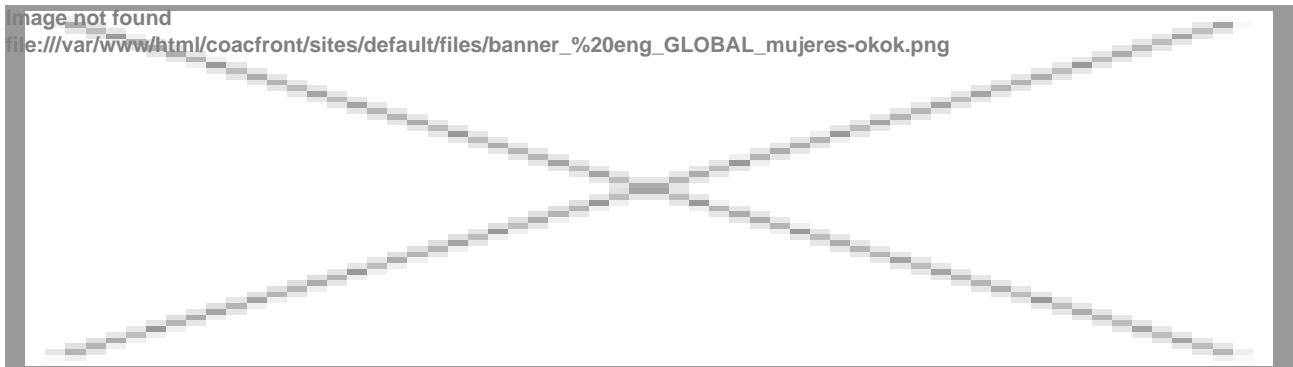 Image not found
file:///var/www/html/coacfront/sites/default/files/banner_%20eng_GLOBAL_mujeres-okok.png